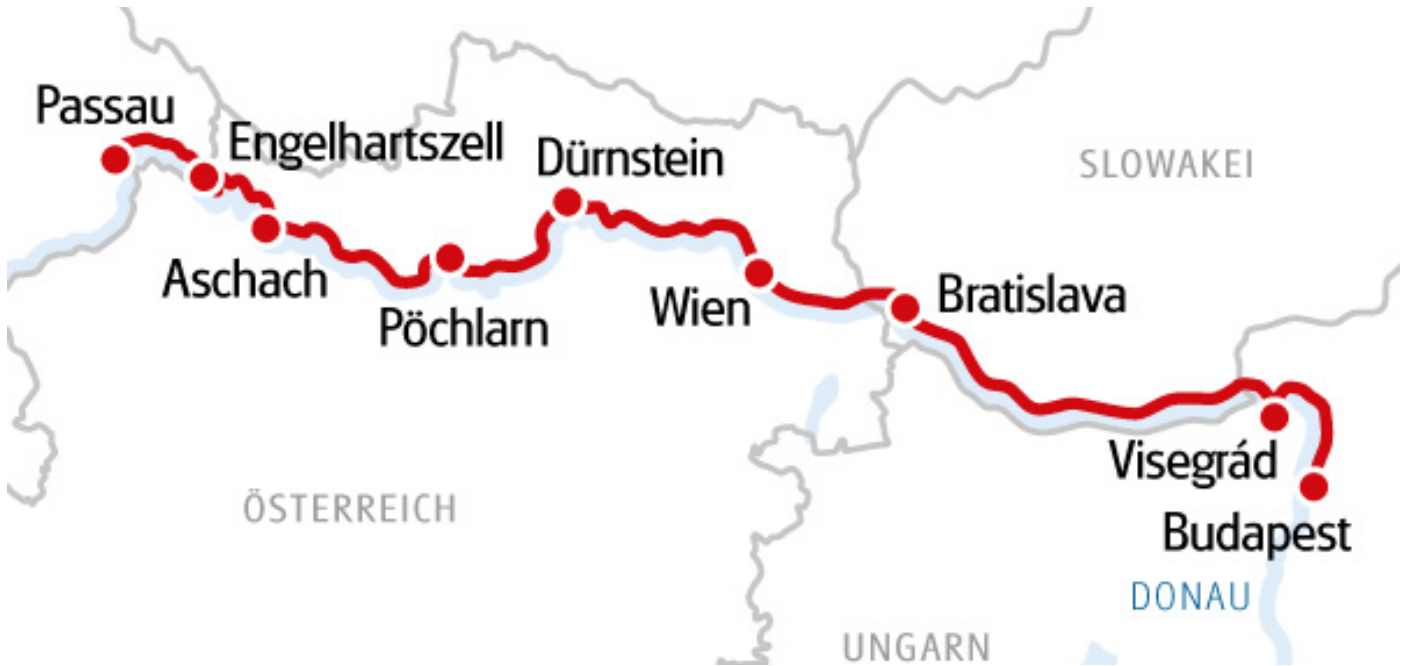 Passau
Engelhartszell
Dürnstein
SLOWAKEI
Aschach
Pöchlarn
Wien
Bratislava
Visegrád
ÖSTERREICH
Budapest
DONAU
UNGARN